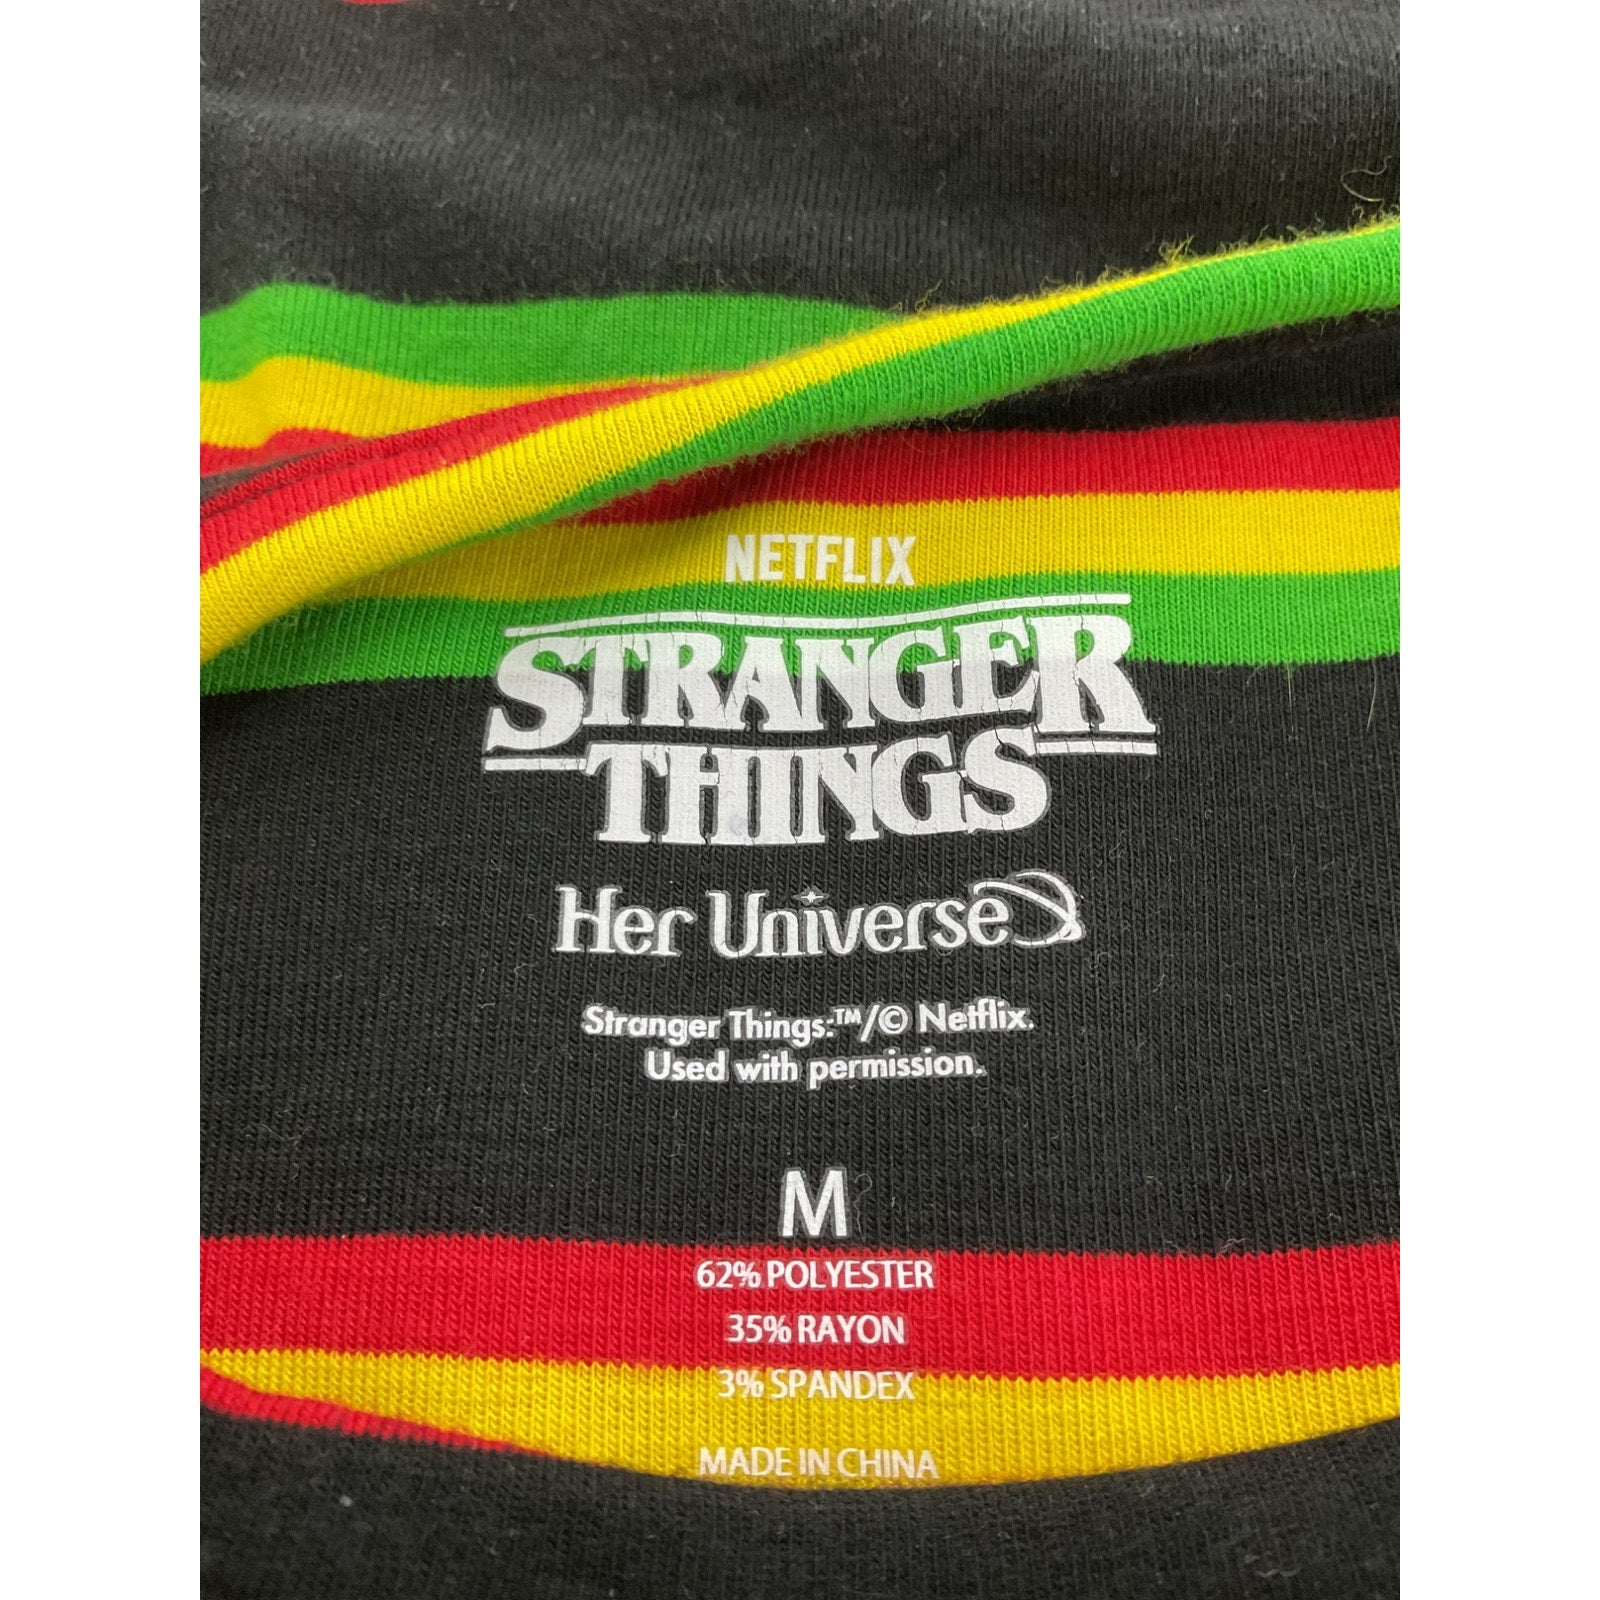 NETFLIX
STRANGER
THINGS
Her Universe
Stranger Things:™/© Netflix.
Used with permission.
M
62% POLYESTER
35% RAYON
3% SPANDEX
MADE IN CHINA